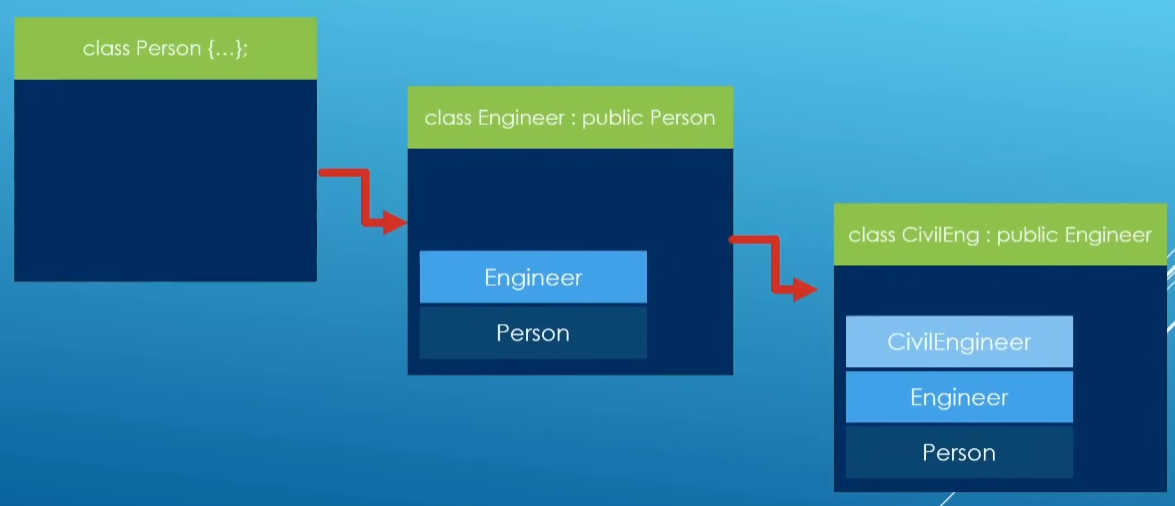 class Person {...};
class Engineer : public Person
Engineer
Person
class CivilEng : public Engineer
CivilEngineer
Engineer
Person